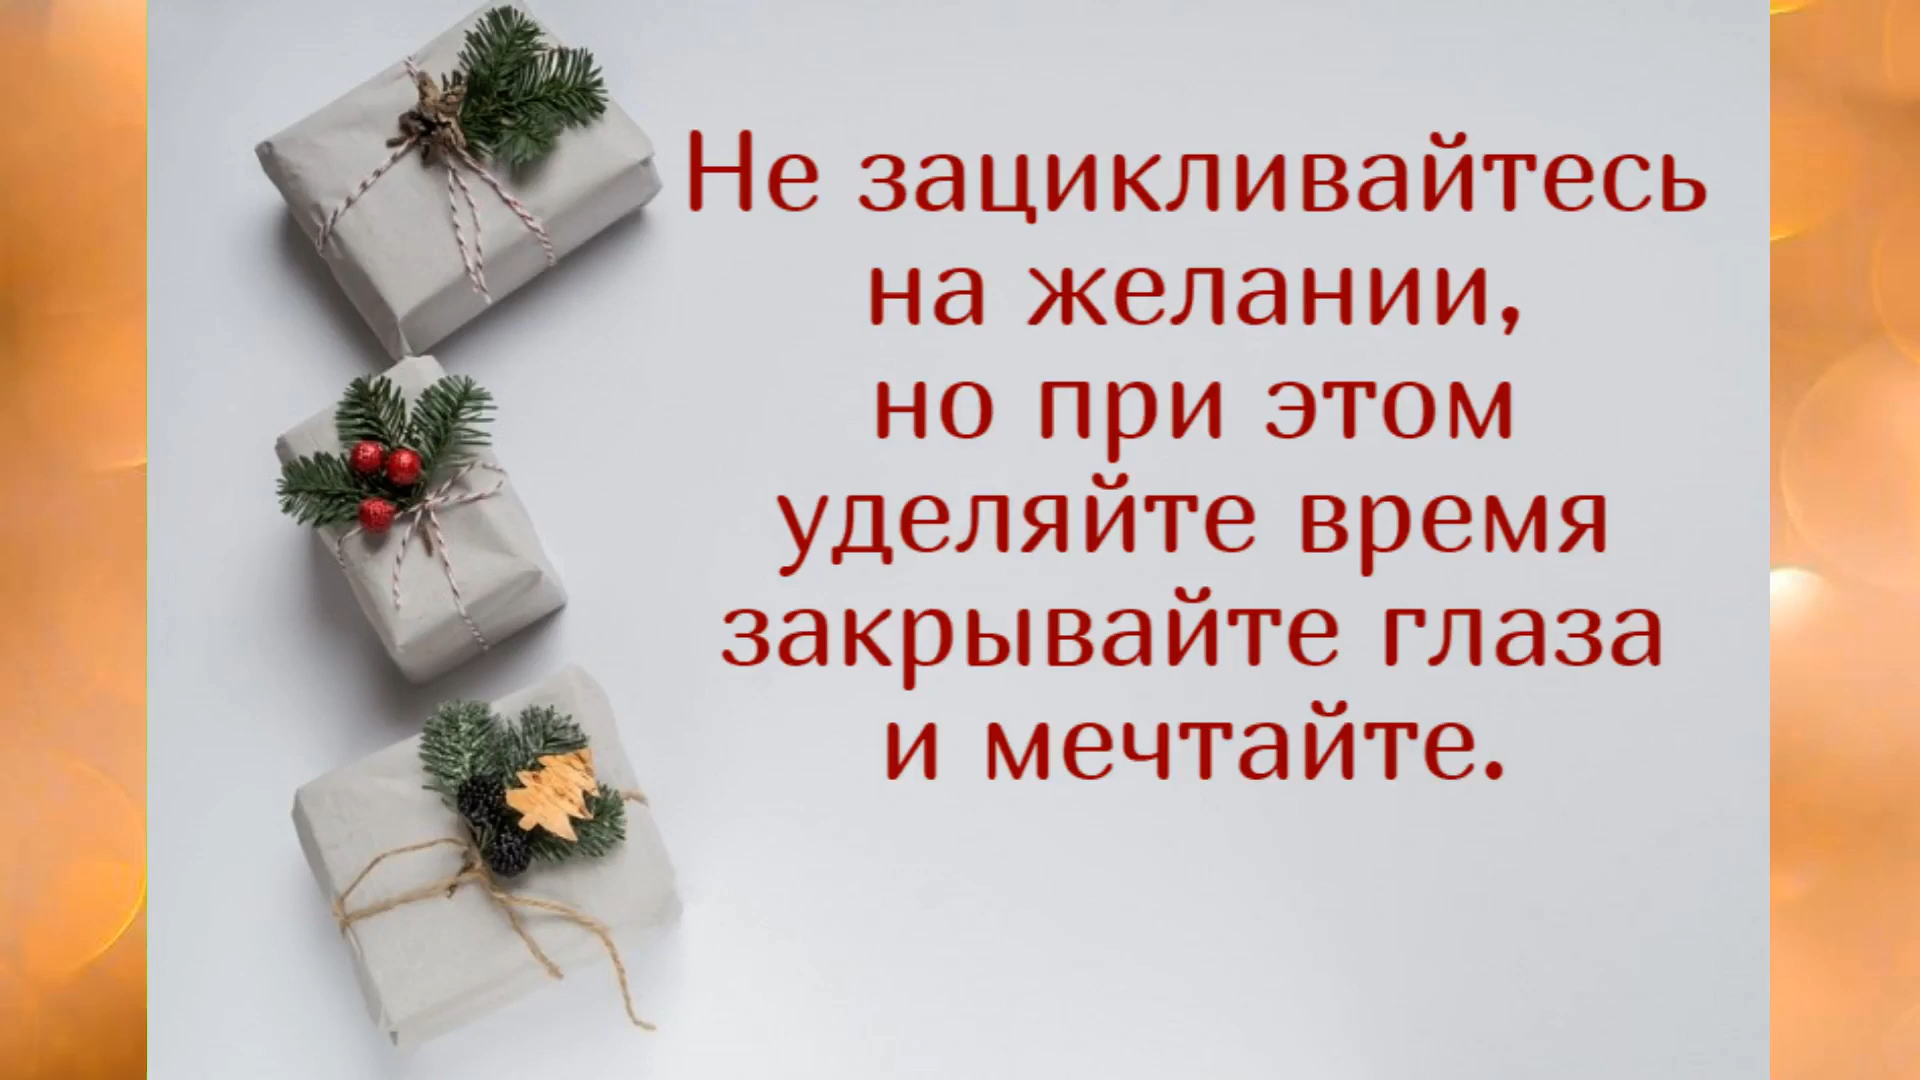 Не зацикливайтесь
на желании,
но при этом
уделяйте время
закрывайте глаза
и мечтайте.